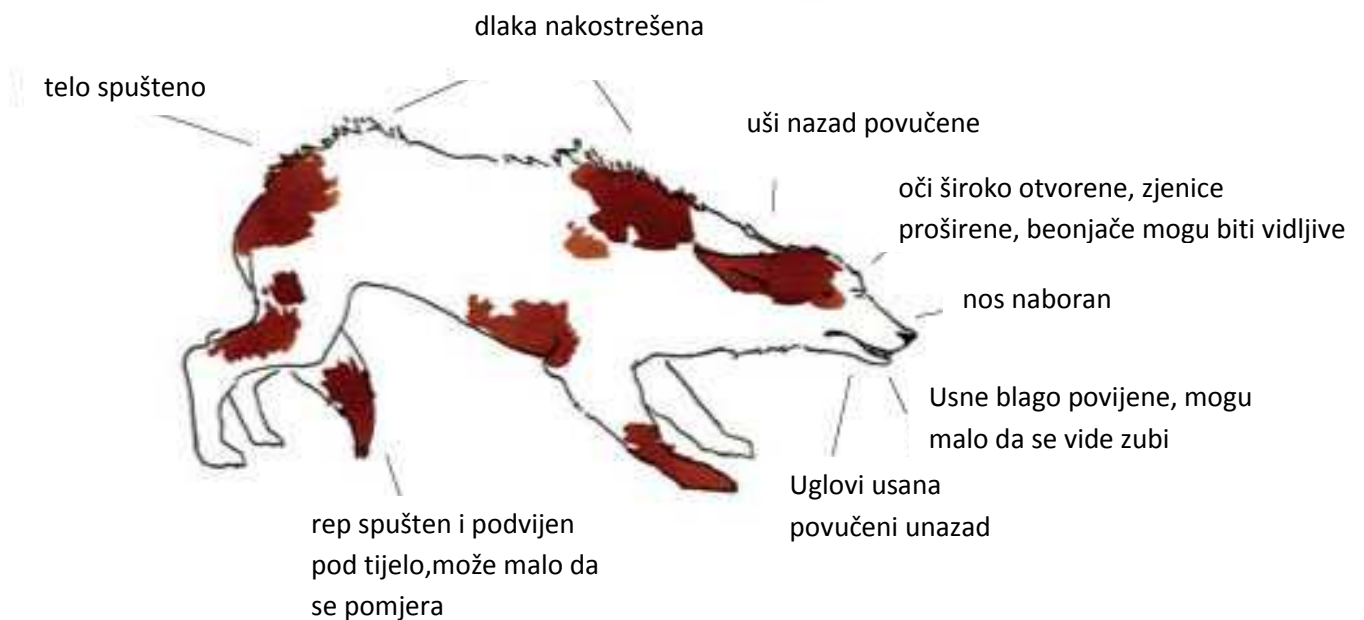 dlaka nakostrešena
telo spušteno
uši nazad povučene
oči široko otvorene, zjenice
proširene, beonjače mogu biti vidljive
nos naboran
Usne blago povijene, mogu
malo da se vide zubi
Uglovi usana
povučeni unazad
rep spušten i podvijen
pod tijelo,može malo da
se pomjera